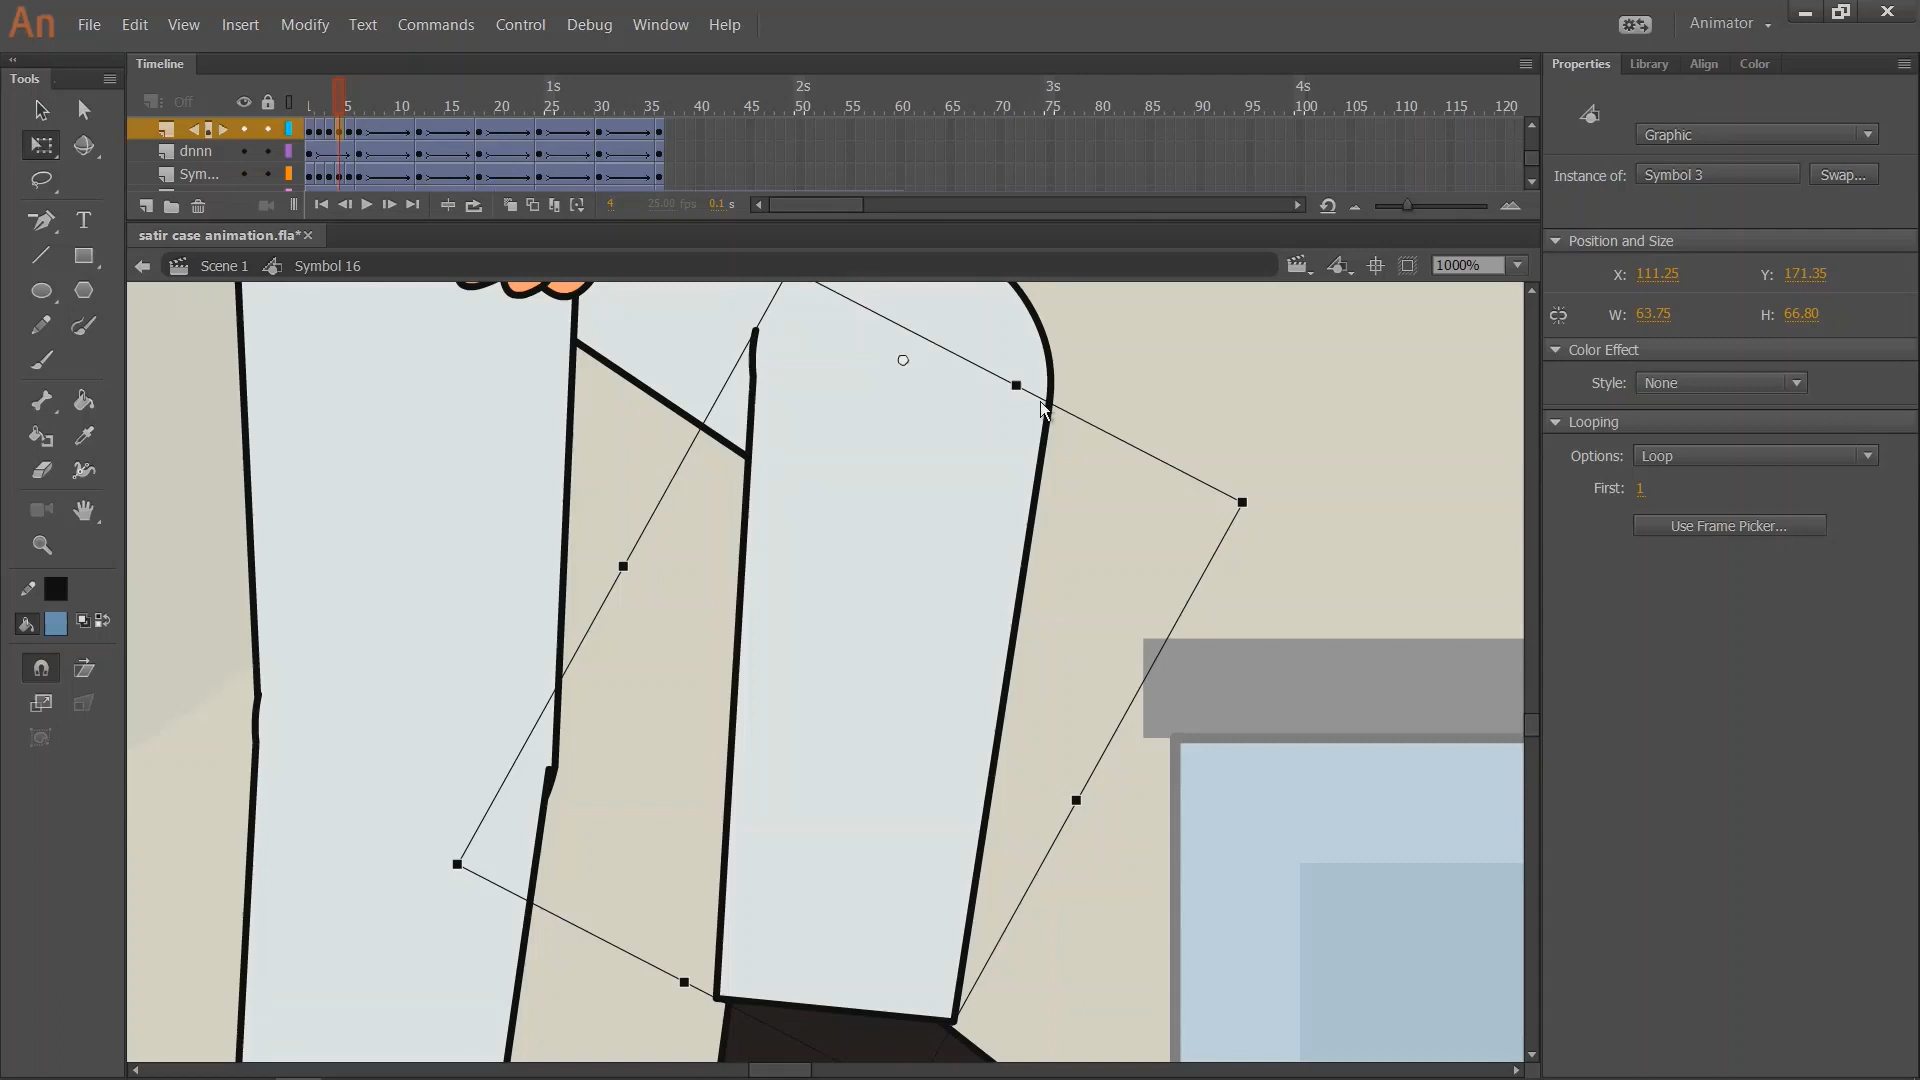 An File Edit View Insert Modify Text Commands Control Debug Window Help Animator
Tools
Timeline
Properties Library Align Color
Off
1s 2s 3s 4s
1 5 10 15 20 25 30 35 40 45 50 55 60 65 70 75 80 85 90 95 100 105 110 115 120
dnnn
Sym...
4 25.00 fps 0.1 s
satir case animation.fla*
Scene 1 Symbol 16 1000%
T
Graphic
Instance of: Symbol 3 Swap...
Position and Size
X: 111.25 Y: 171.35
W: 63.75 H: 66.80
Color Effect
Style: None
Looping
Options: Loop
First: 1
Use Frame Picker...